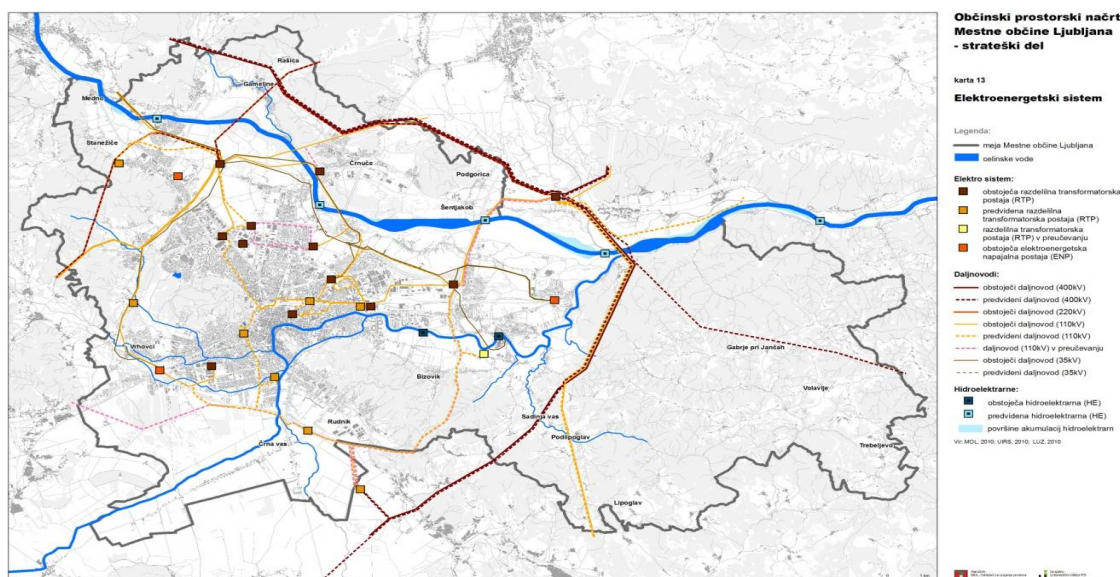 Občinski prostorski načrt
Mestne občine Ljubljana
- strateški del
karta 13
Elektroenergetski sistem
Legenda:
meja Mestne občine Ljubljana
celinske vode
Elektro sistem:
obstoječa razdelilna transformatorska
postaja (RTP)
predvidena razdelilna
transformatorska postaja (RTP)
razdelilna transformatorska
postaja (RTP) v preučevanju
obstoječa elektroenergetska
napajalna postaja (ENP)
Daljnovodi:
obstoječi daljnovod (400kV)
predvideni daljnovod (400kV)
obstoječi daljnovod (220kV)
obstoječi daljnovod (110kV)
predvideni daljnovod (110kV)
daljnovod (110kV) v preučevanju
obstoječi daljnovod (35kV)
predvideni daljnovod (35kV)
Hidroelektrarne:
obstoječa hidroelektrarna (HE)
predvidena hidroelektrarna (HE)
površine akumulacij hidroelektrarn
Vir: MOL, 2010; UIRS, 2010; LUZ, 2010
Rašica
Gameljne
Medno
Stanežiče
Črnuče
Podgorica
Šentjakob
Vrhovci
Bizovik
Gabrje pri Jančah
Volavlje
Rudnik
Sadinja vas
Črna vas
Podlipoglav
Trebeljevo
Lipoglav